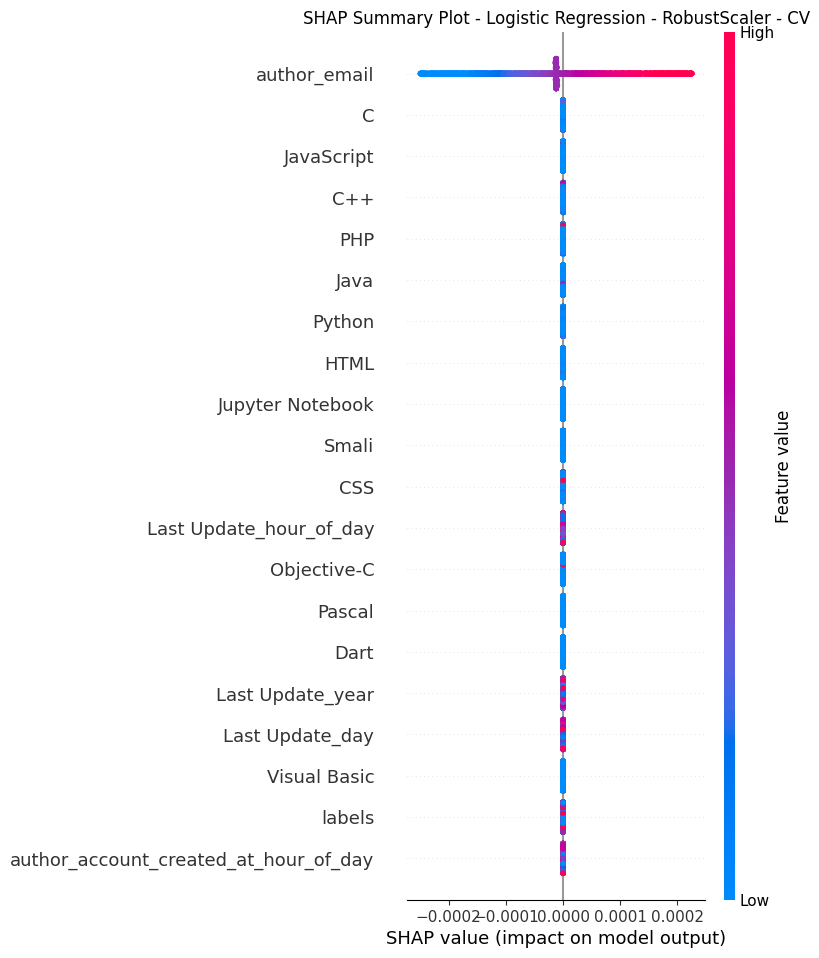 SHAP Summary Plot - Logistic Regression - RobustScaler - CV
High
author_email
C
JavaScript
C++
PHP
Java
Python
HTML
Jupyter Notebook
Smali
CSS
Last Update_hour_of_day
Objective-C
Pascal
Dart
Last Update_year
Last Update_day
Visual Basic
labels
author_account_created_at_hour_of_day
Feature value
Low
−0.0002 −0.0001 0.0000 0.0001 0.0002
SHAP value (impact on model output)